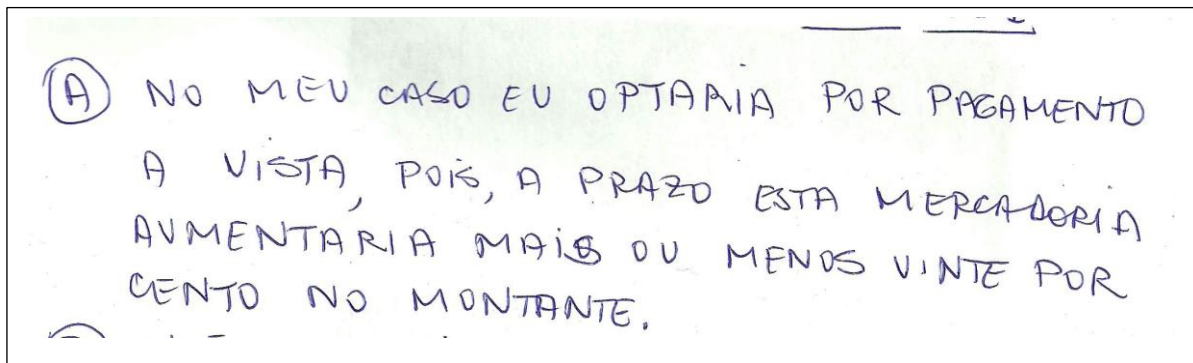 (A) NO MEU CASO EU OPTARIA POR PAGAMENTO
A VISTA, POIS, A PRAZO ESTA MERCADORIA
AUMENTARIA MAIS OU MENOS VINTE POR
CENTO NO MONTANTE.